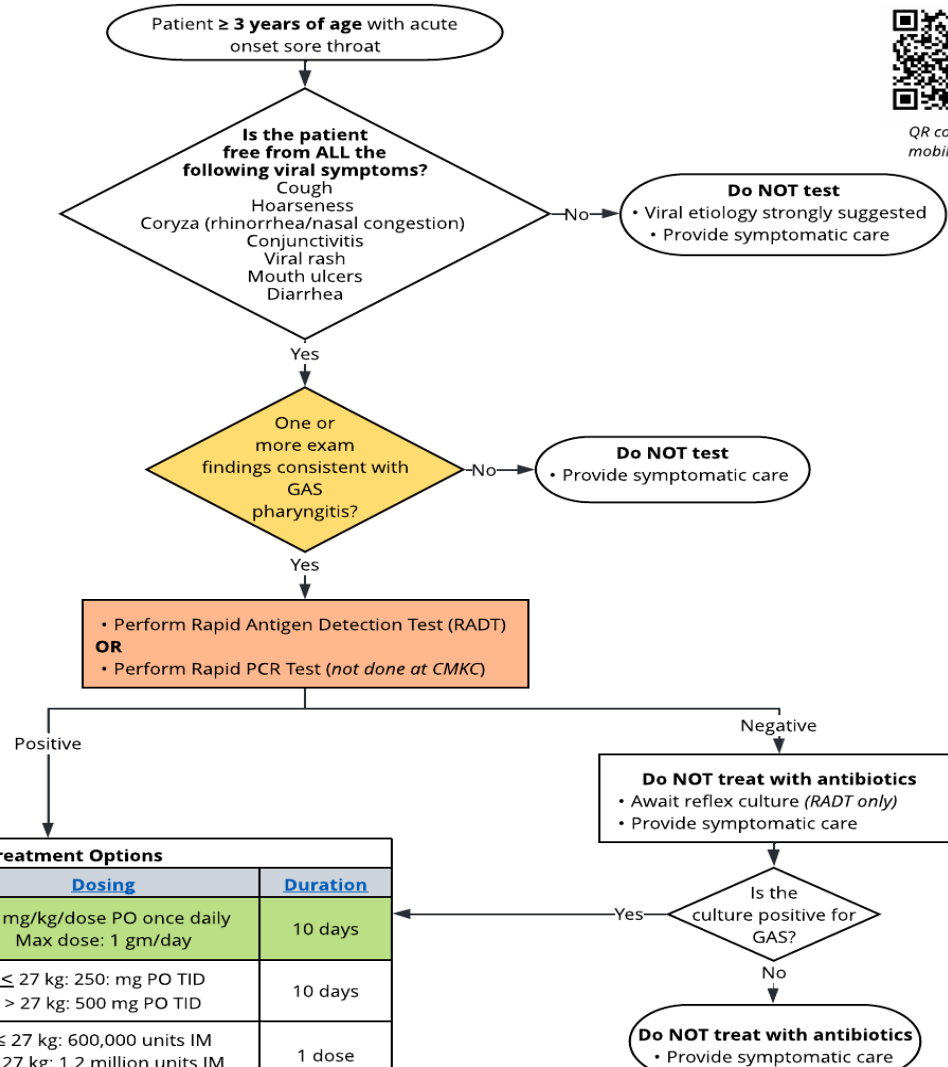 Patient ≥ 3 years of age with acute
onset sore throat
QR
Is the patient
free from ALL the
following viral symptoms?
Cough
Hoarseness
Coryza (rhinorrhea/nasal congestion)
Conjunctivitis
Viral rash
Mouth ulcers
Diarrhea
No
Do NOT test
• Viral etiology strongly suggested
• Provide symptomatic care
Yes
One or
more exam
findings consistent with
GAS
pharyngitis?
No
Do NOT test
• Provide symptomatic care
Yes
• Perform Rapid Antigen Detection Test (RADT)
OR
• Perform Rapid PCR Test (not done at CMKC)
Positive
Negative
Do NOT treat with antibiotics
• Await reflex culture (RADT only)
• Provide symptomatic care
Is the
culture positive for
GAS?
Yes
No
Do NOT treat with antibiotics
• Provide symptomatic care
Options
Dosing
Duration
mg/kg/dose PO once daily
Max dose: 1 gm/day
10 days
≤ 27 kg: 250: mg PO TID
> 27 kg: 500 mg PO TID
10 days
≤ 27 kg: 600,000 units IM
27 kg: 1.2 million units IM
1 dose